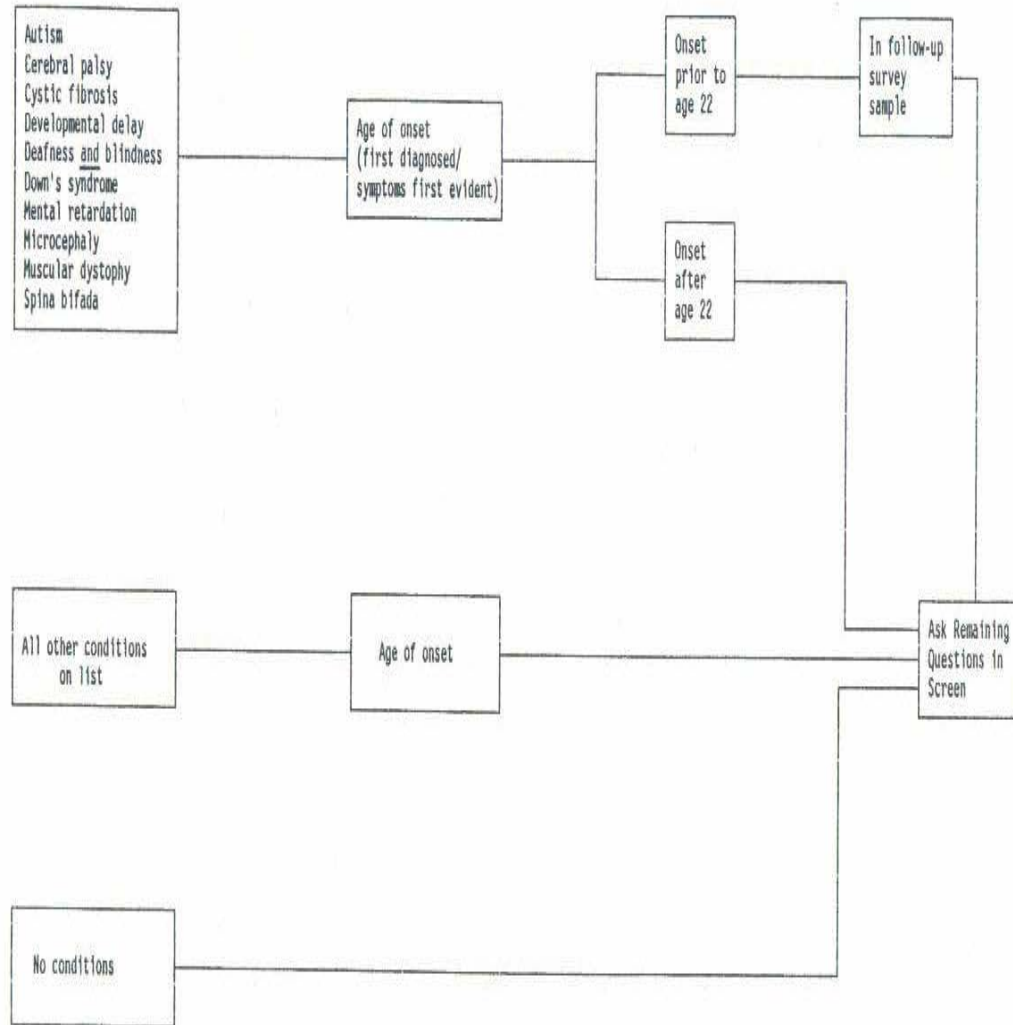 Autism
Cerebral palsy
Cystic fibrosis
Developmental delay
Deafness and blindness
Down's syndrome
Mental retardation
Microcephaly
Muscular dystophy
Spina bifada
Age of onset
(first diagnosed/
symptoms first evident)
Onset
prior to
age 22
In follow-up
survey
sample
Onset
after
age 22
All other conditions
on list
Age of onset
Ask Remaining
Questions in
Screen
No conditions